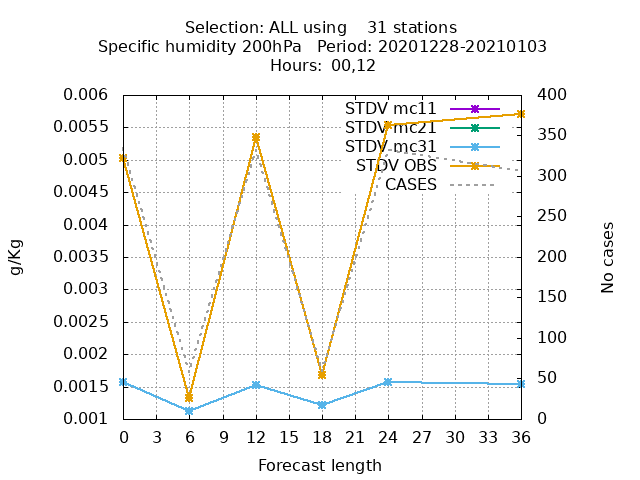 Selection: ALL using    31 stations
Specific humidity 200hPa   Period: 20201228-20210103
Hours:  00,12
STDV mc11
STDV mc21
STDV mc31
STDV OBS
CASES
0.006
0.0055
0.005
0.0045
0.004
0.0035
0.003
0.0025
0.002
0.0015
0.001
g/Kg
400
350
300
250
200
150
100
50
0
No cases
0 3 6 9 12 15 18 21 24 27 30 33 36
Forecast length